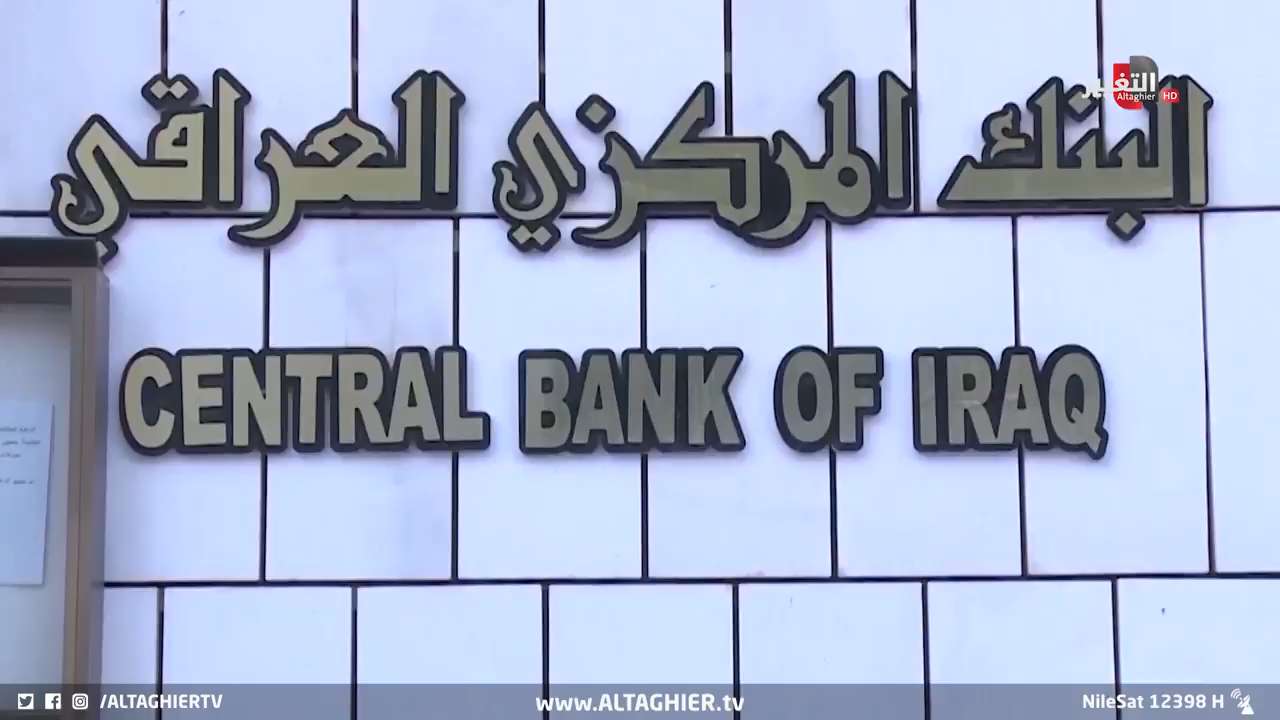 التغيير
Altaghier HD
البنك المركزي العراقي
CENTRAL BANK OF IRAQ
/ALTAGHIERTV
www.ALTAGHIER.tv
NileSat 12398 H